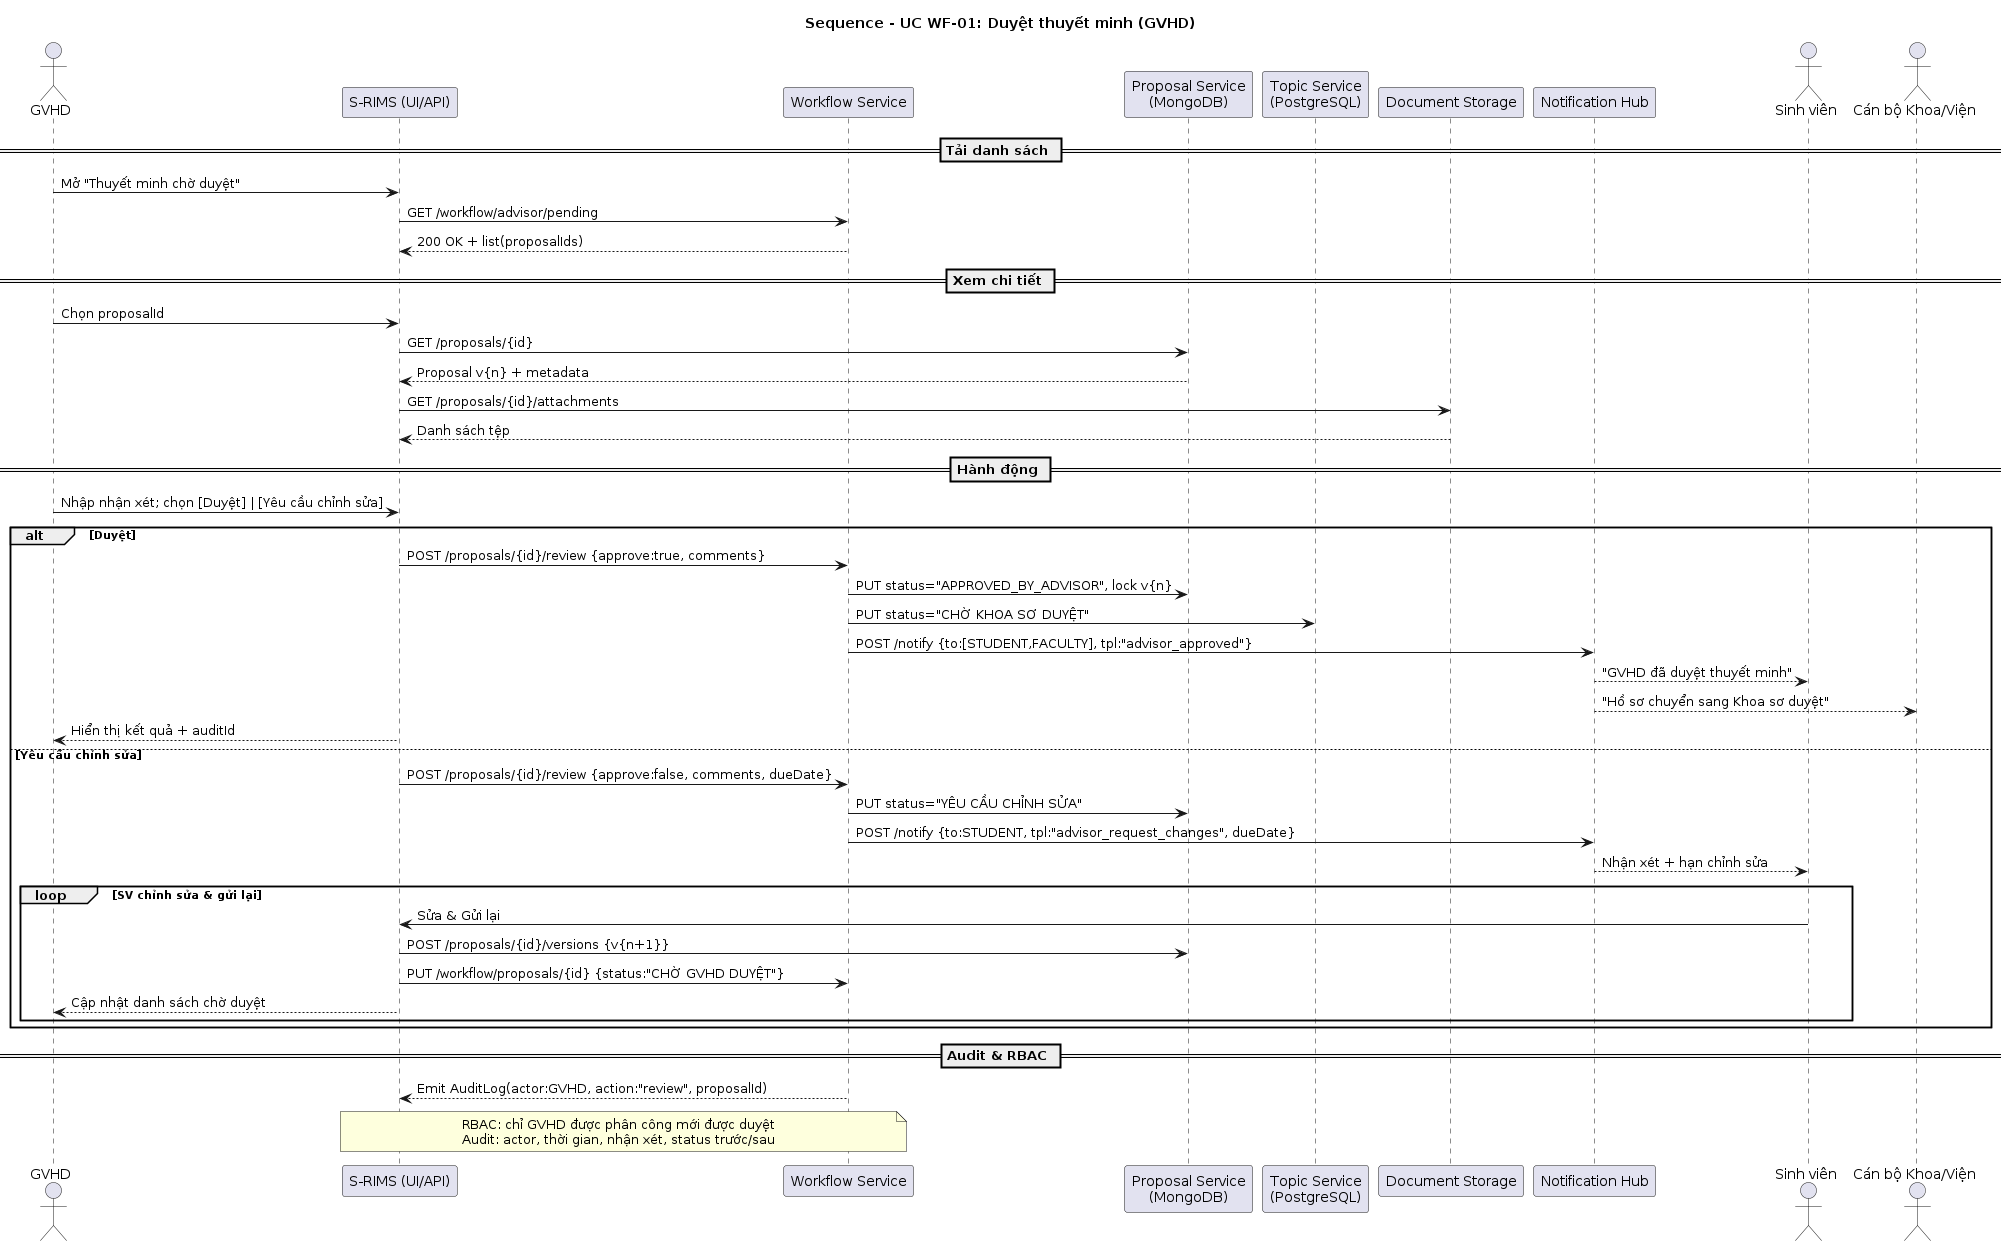 Sequence - UC WF-01: Duyệt thuyết minh (GVHD)
GVHD
S-RIMS (UI/API)
Workflow Service
Proposal Service
(MongoDB)
Topic Service
(PostgreSQL)
Document Storage
Notification Hub
Sinh viên
Cán bộ Khoa/Viện
Tải danh sách
Mở "Thuyết minh chờ duyệt"
GET /workflow/advisor/pending
200 OK + list(proposalIds)
Xem chi tiết
Chọn proposalId
GET /proposals/{id}
Proposal v{n} + metadata
GET /proposals/{id}/attachments
Danh sách tệp
Hành động
Nhập nhận xét; chọn [Duyệt] | [Yêu cầu chỉnh sửa]
alt
[Duyệt]
POST /proposals/{id}/review {approve:true, comments}
PUT status="APPROVED_BY_ADVISOR", lock v{n}
PUT status="CHỜ KHOA SƠ DUYỆT"
POST /notify {to:[STUDENT,FACULTY], tpl:"advisor_approved"}
"GVHD đã duyệt thuyết minh"
"Hồ sơ chuyển sang Khoa sơ duyệt"
Hiển thị kết quả + auditId
[Yêu cầu chỉnh sửa]
POST /proposals/{id}/review {approve:false, comments, dueDate}
PUT status="YÊU CẦU CHỈNH SỬA"
POST /notify {to:STUDENT, tpl:"advisor_request_changes", dueDate}
Nhận xét + hạn chỉnh sửa
loop
[SV chỉnh sửa & gửi lại]
Sửa & Gửi lại
POST /proposals/{id}/versions {v{n+1}}
PUT /workflow/proposals/{id} {status:"CHỜ GVHD DUYỆT"}
Cập nhật danh sách chờ duyệt
Audit & RBAC
Emit AuditLog(actor:GVHD, action:"review", proposalId)
RBAC: chỉ GVHD được phân công mới được duyệt
Audit: actor, thời gian, nhận xét, status trước/sau
GVHD
S-RIMS (UI/API)
Workflow Service
Proposal Service
(MongoDB)
Topic Service
(PostgreSQL)
Document Storage
Notification Hub
Sinh viên
Cán bộ Khoa/Viện